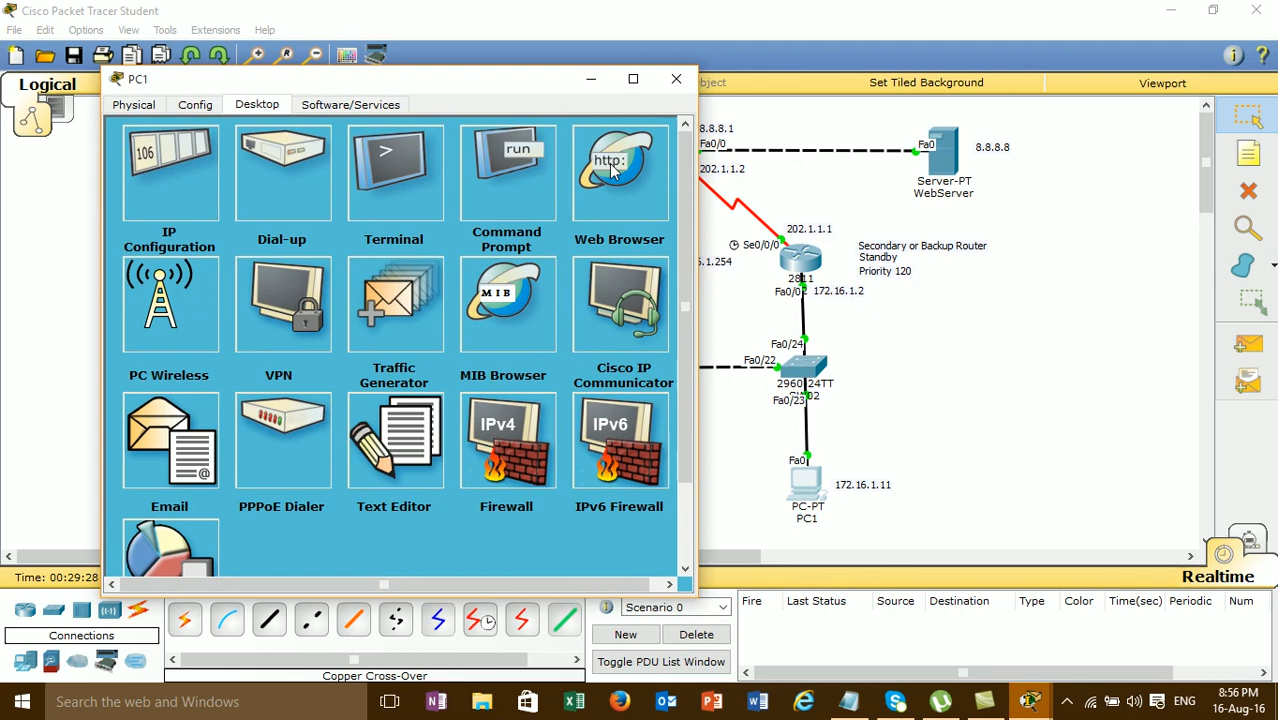 Cisco Packet Tracer Student
File Edit Options View Tools Extensions Help
Logical
PC1
Physical Config Desktop Software/Services
Set Tiled Background
Viewport
106
>
run
http:
IP Configuration
Dial-up
Terminal
Command Prompt
Web Browser
MIB
PC Wireless
VPN
Traffic Generator
MIB Browser
Cisco IP Communicator
@
IPv4
IPv6
Email
PPPoE Dialer
Text Editor
Firewall
IPv6 Firewall
8.8.8.1
Fa0/0
202.1.1.2
Fa0
8.8.8.8
Server-PT
WebServer
202.1.1.1
Se0/0/0
2811
Fa0/0
172.16.1.2
Secondary or Backup Router
Standby
Priority 120
Fa0/24
Fa0/22
Fa0/23
Fa0
172.16.1.11
PC-PT
PC1
Time: 00:29:28
Realtime
Connections
Copper Cross-Over
Scenario 0
New Delete
Toggle PDU List Window
Fire Last Status Source Destination Type Color Time(sec) Periodic Num
Search the web and Windows
ENG
8:56 PM
16-Aug-16